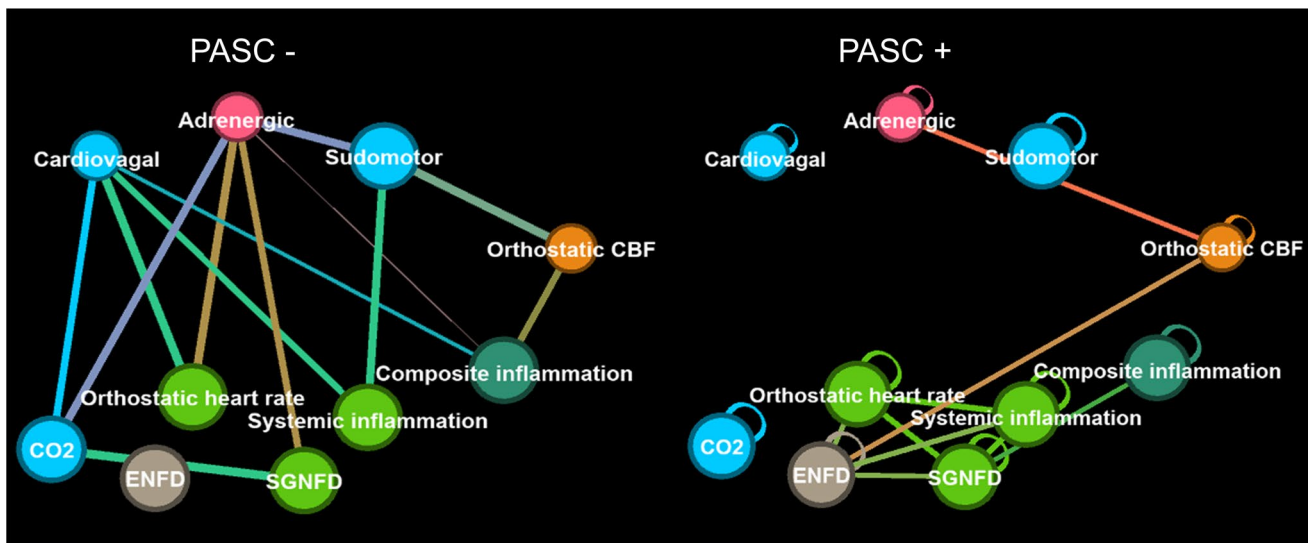 PASC -
Adrenergic
Cardiovagal
Sudomotor
Orthostatic CBF
Composite inflammation
Orthostatic heart rate
Systemic inflammation
CO2
ENFD
SGNFD
PASC +
Adrenergic
Cardiovagal
Sudomotor
Orthostatic CBF
Composite inflammation
Orthostatic heart rate
Systemic inflammation
CO2
ENFD
SGNFD